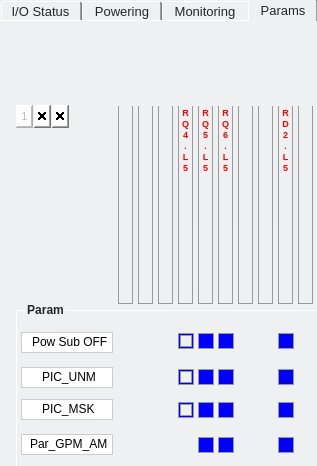 I/O Status Powering Monitoring Params
1
RQ4.L5 RQ5.L5 RQ6.L5 RD2.L5
Param
Pow Sub OFF
PIC_UNM
PIC_MSK
Par_GPM_AM